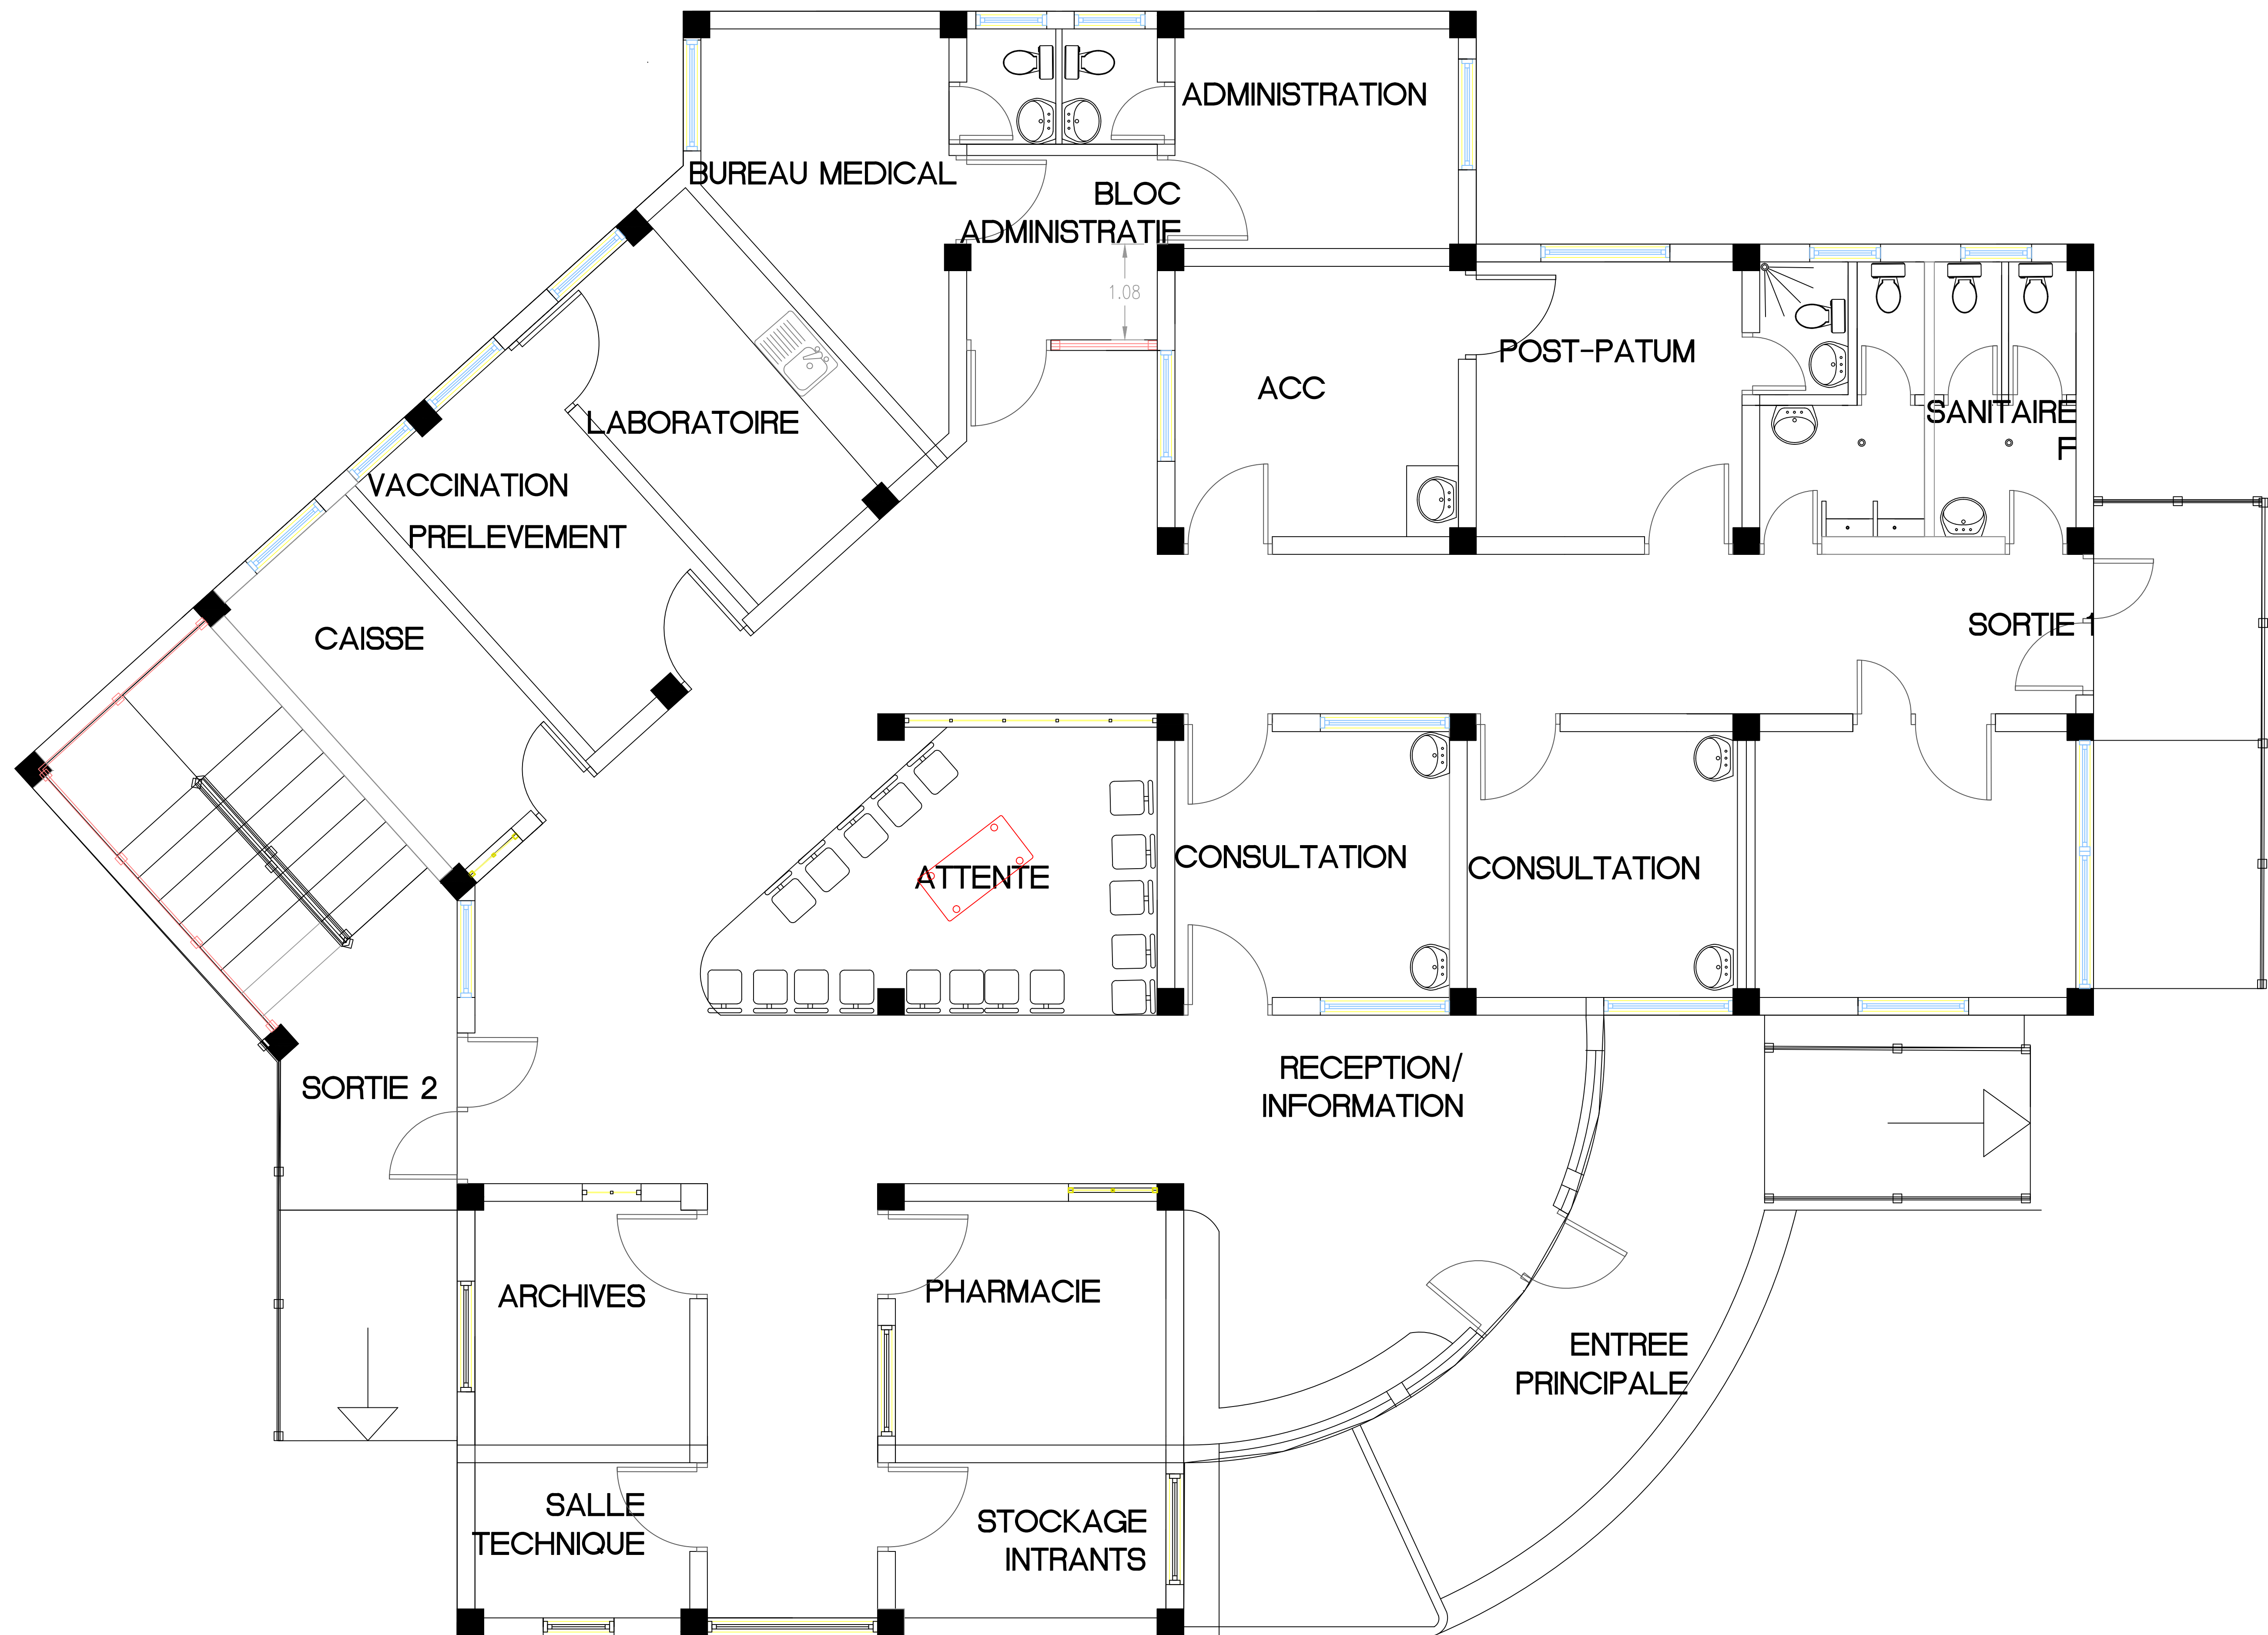 ADMINISTRATION
BUREAU MEDICAL
BLOC
ADMINISTRATIF
1.08
POST-PATUM
ACC
SANITAIRE
F
LABORATOIRE
VACCINATION
PRELEVEMENT
CAISSE
SORTIE 1
ATTENTE
CONSULTATION
CONSULTATION
SORTIE 2
RECEPTION/
INFORMATION
ARCHIVES
PHARMACIE
ENTREE
PRINCIPALE
SALLE
TECHNIQUE
STOCKAGE
INTRANTS